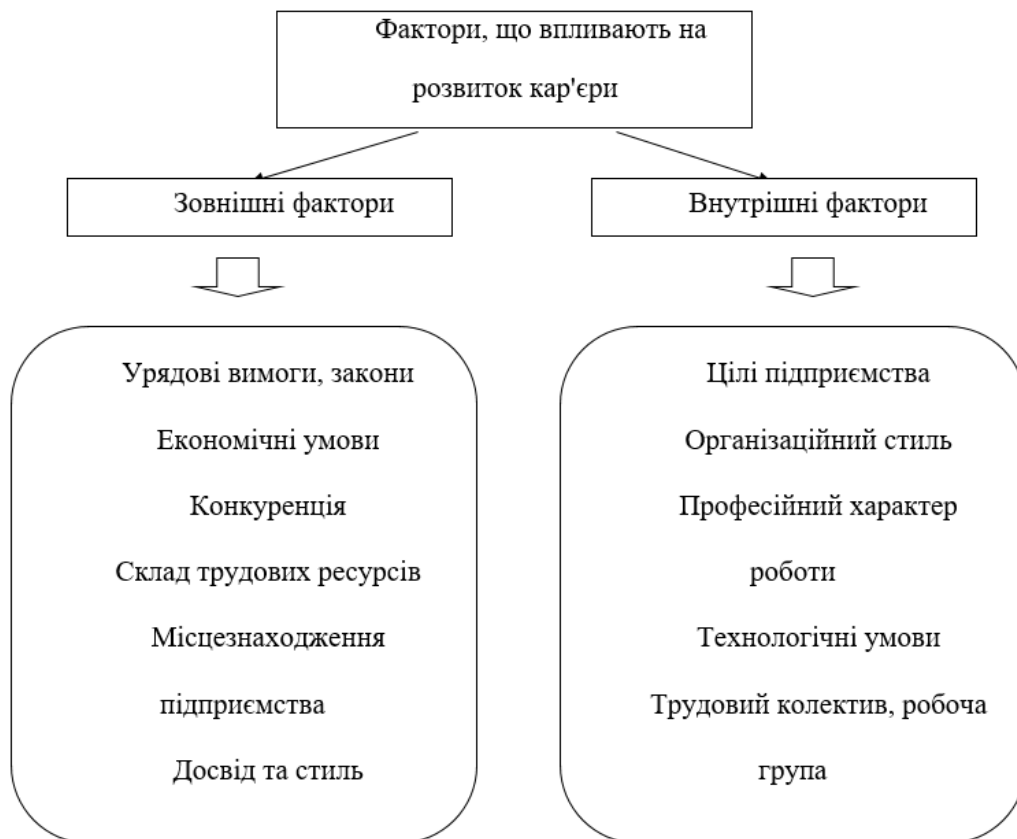 Фактори, що впливають на
розвиток кар'єри
Зовнішні фактори
Внутрішні фактори
Урядові вимоги, закони
Економічні умови
Конкуренція
Склад трудових ресурсів
Місцезнаходження
підприємства
Досвід та стиль
Цілі підприємства
Організаційний стиль
Професійний характер
роботи
Технологічні умови
Трудовий колектив, робоча
група